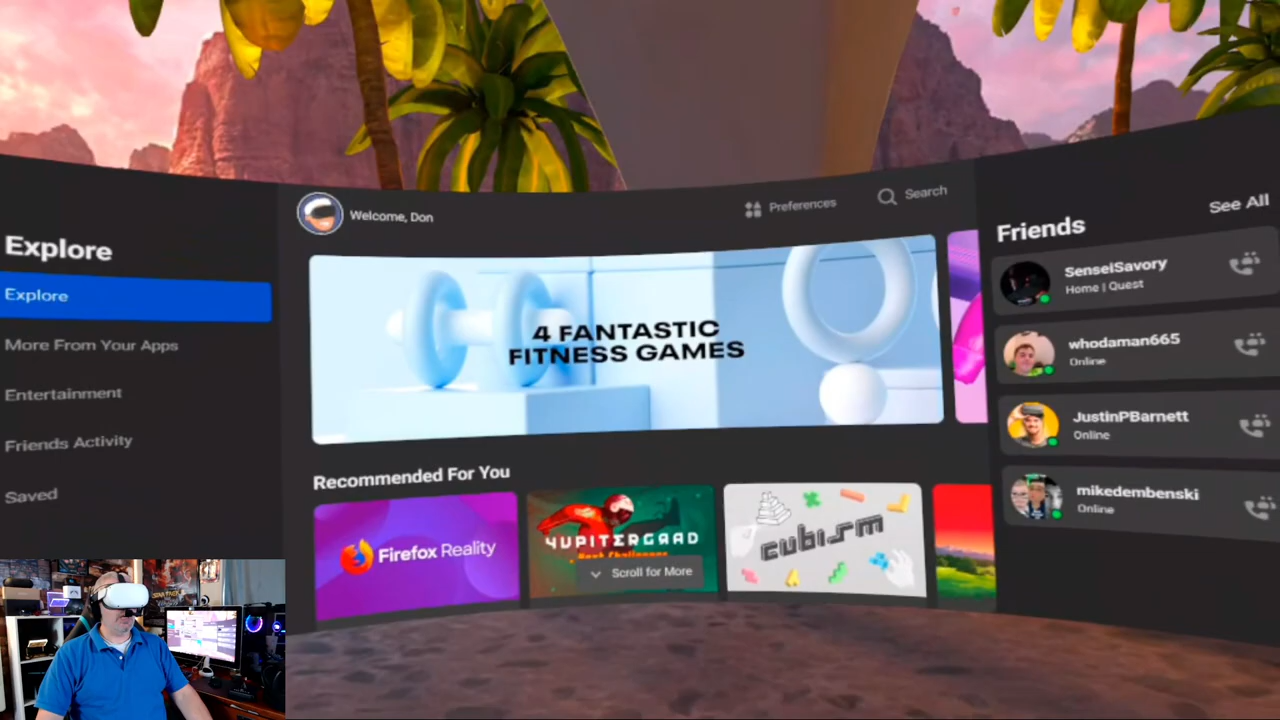 Explore
Explore
More From Your Apps
Entertainment
Friends Activity
Saved
Welcome, Don
Preferences
Search
4 FANTASTIC
FITNESS GAMES
Recommended For You
Firefox Reality
YUPITERGRAD
Scroll for More
cubism
Friends
See All
SenseiSavory
Home | Quest
whodaman665
Online
JustinPBarnett
Online
mikedembenski
Online